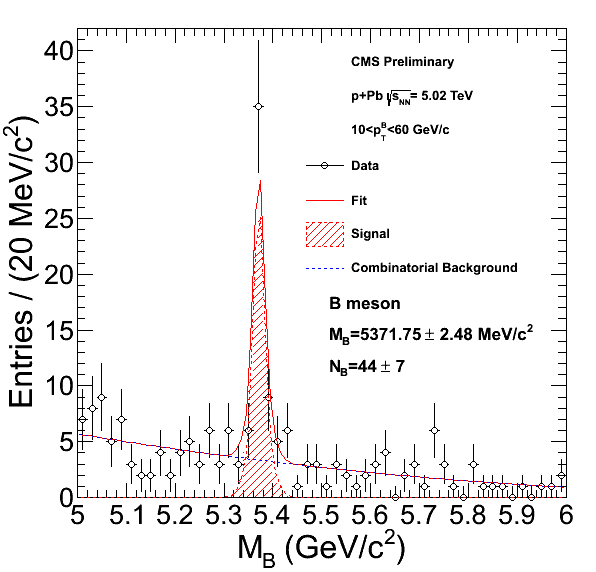 CMS Preliminary
p+Pb √sNN= 5.02 TeV
10<pTB<60 GeV/c
Data
Fit
Signal
Combinatorial Background
B meson
MB=5371.75 ± 2.48 MeV/c²
NB=44 ± 7
Entries / (20 MeV/c²)
40
35
30
25
20
15
10
5
0
5 5.1 5.2 5.3 5.4 5.5 5.6 5.7 5.8 5.9 6
MB (GeV/c²)